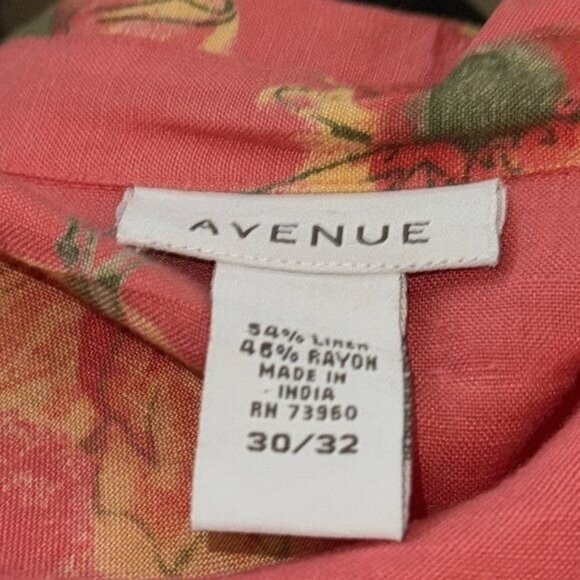 AVENUE
54% Linen
46% RAYON
MADE IN
INDIA
RN 73960
30/32